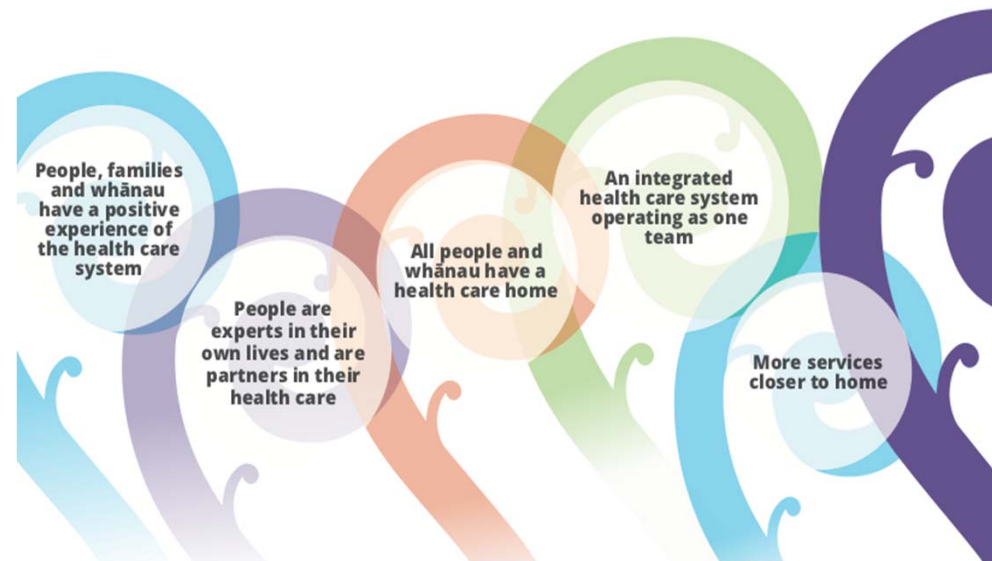 People, families
and whānau
have a positive
experience of
the health care
system
People are
experts in their
own lives and are
partners in their
health care
All people and
whānau have a
health care home
An integrated
health care system
operating as one
team
More services
closer to home